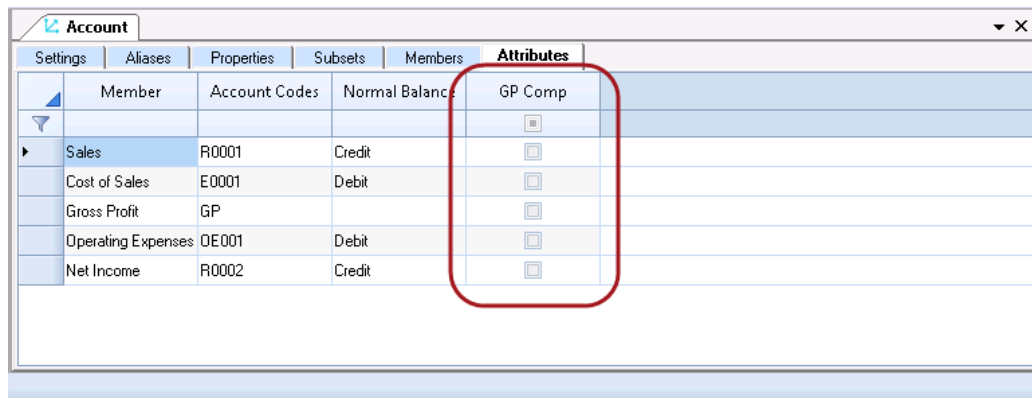 Account
Settings Aliases Properties Subsets Members Attributes
Member Account Codes Normal Balance GP Comp
Sales R0001 Credit
Cost of Sales E0001 Debit
Gross Profit GP
Operating Expenses OE001 Debit
Net Income R0002 Credit